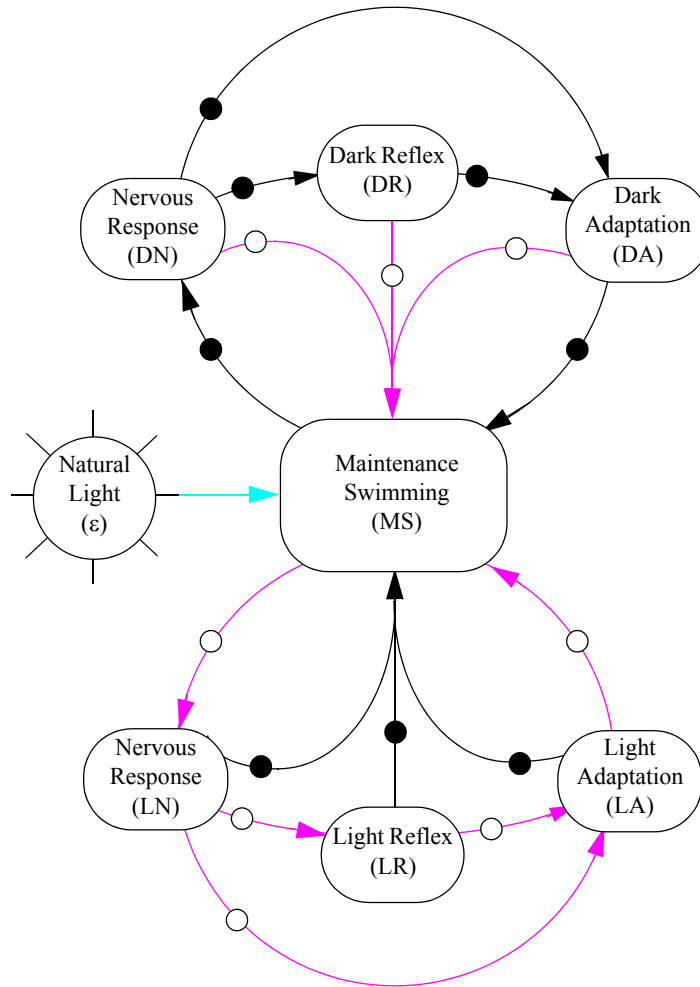 Dark Reflex
(DR)
Nervous
Response
(DN)
Dark
Adaptation
(DA)
Natural
Light
(ε)
Maintenance
Swimming
(MS)
Nervous
Response
(LN)
Light Reflex
(LR)
Light
Adaptation
(LA)